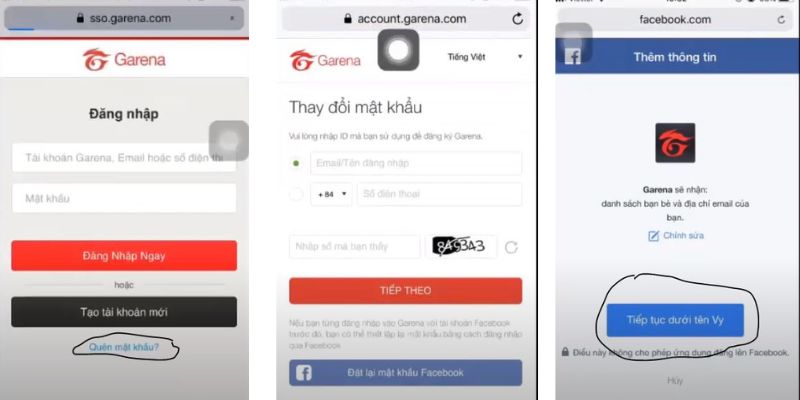 sso.garena.com
Garena
Đăng nhập
Tài khoản Garena, Email hoặc số điện thi
Mật khẩu
Đăng Nhập Ngay
hoặc
Tạo tài khoản mới
Quên mật khẩu?
account.garena.com
Garena
Tiếng Việt
Thay đổi mật khẩu
Vui lòng nhập ID mà bạn sử dụng để đăng ký Garena.
Email/Tên đăng nhập
+ 84
Số điện thoại
Nhập số mà bạn thấy
TIẾP THEO
Nếu bạn từng đăng nhập vào Garena với tài khoản Facebook
trước đó, bạn có thể thiết lập lại mật khẩu bằng cách đăng nhập
qua Facebook
Đặt lại mật khẩu Facebook
facebook.com
Thêm thông tin
Garena sẽ nhận:
danh sách bạn bè và địa chỉ email của
bạn.
Chỉnh sửa
Tiếp tục dưới tên Vy
Điều này không cho phép ứng dụng đăng lên Facebook.
Hủy